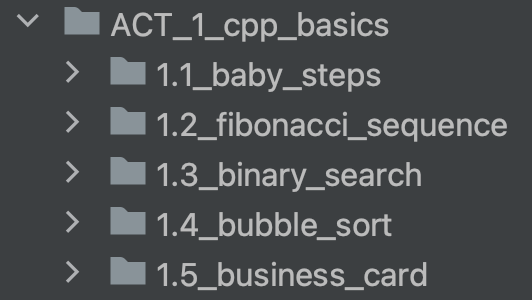 ACT_1_cpp_basics
1.1_baby_steps
1.2_fibonacci_sequence
1.3_binary_search
1.4_bubble_sort
1.5_business_card